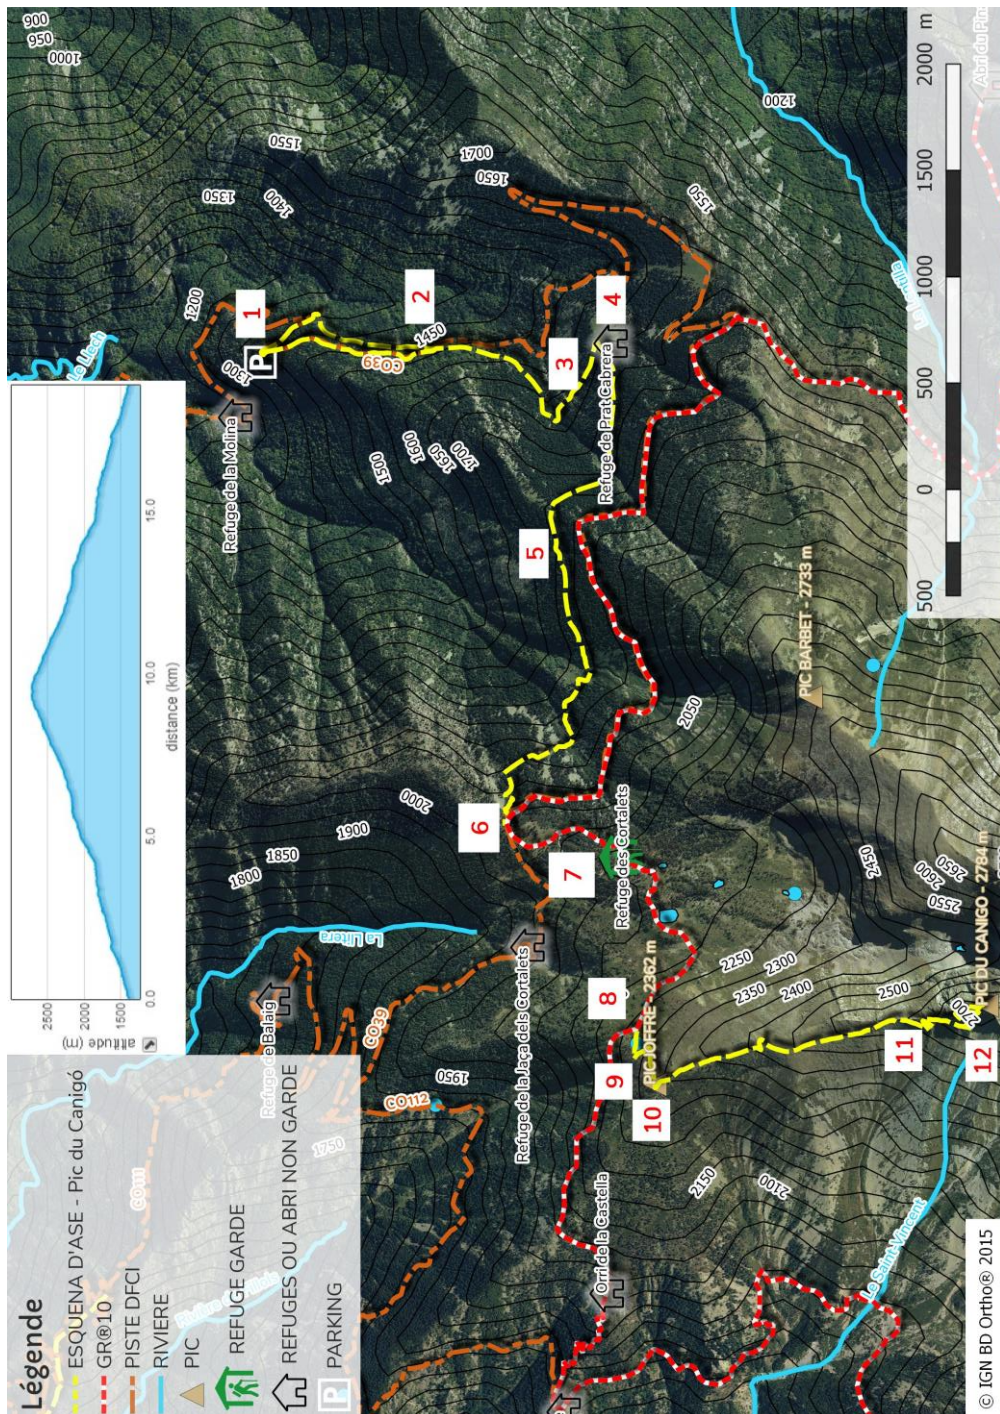 Légende
ESQUENA D'ASE - Pic du Canigó
GR®10
PISTE DFCI
RIVIERE
PIC
REFUGE GARDE
REFUGES OU ABRI NON GARDE
PARKING
P
altitude (m)
2500
2000
1500
0.0
5.0
10.0
15.0
distance (km)
900
950
1000
1550
1350
1400
1700
1650
1550
1200
1200
1300
1450
1500
1600
1650
1700
2000
1900
1850
1800
1950
1750
2050
2450
2650
2600
2550
2250
2300
2350
2400
2500
2700
2150
2100
Le Llech
P
CO39
Refuge de la Molina
Refuge de Prat Cabrera
Refuge des Cortalets
Refuge de la Jaça dels Cortalets
Refuge de Balaig
La Llitera
CO39
CO112
CO111
Orri de la Castella
Le Saint-Vincent
PIC JOFFRE - 2362 m
PIC BARBET - 2733 m
PIC DU CANIGO - 2784 m
1
2
3
4
5
6
7
8
9
10
11
12
500
0
500
1000
1500
2000 m
© IGN BD Ortho® 2015